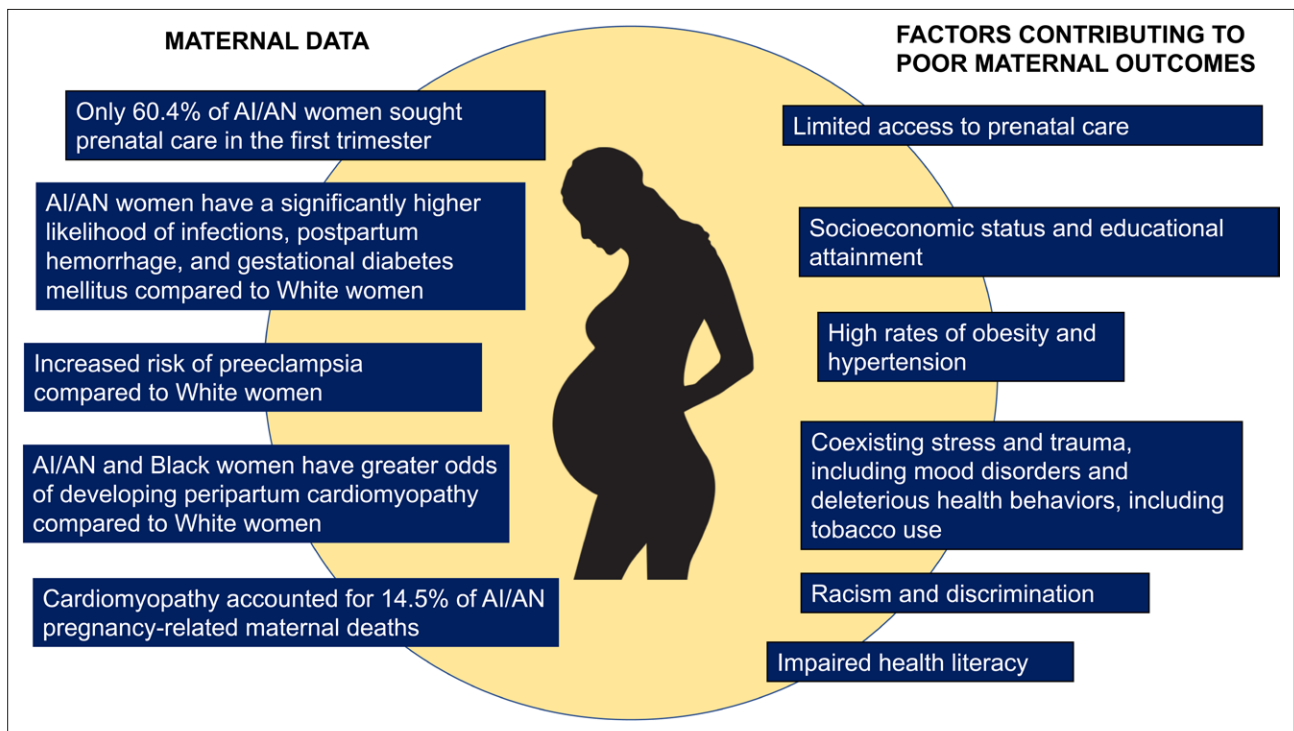 MATERNAL DATA
Only 60.4% of AI/AN women sought
prenatal care in the first trimester
AI/AN women have a significantly higher
likelihood of infections, postpartum
hemorrhage, and gestational diabetes
mellitus compared to White women
Increased risk of preeclampsia
compared to White women
AI/AN and Black women have greater odds
of developing peripartum cardiomyopathy
compared to White women
Cardiomyopathy accounted for 14.5% of AI/AN
pregnancy-related maternal deaths
FACTORS CONTRIBUTING TO
POOR MATERNAL OUTCOMES
Limited access to prenatal care
Socioeconomic status and educational
attainment
High rates of obesity and
hypertension
Coexisting stress and trauma,
including mood disorders and
deleterious health behaviors, including
tobacco use
Racism and discrimination
Impaired health literacy